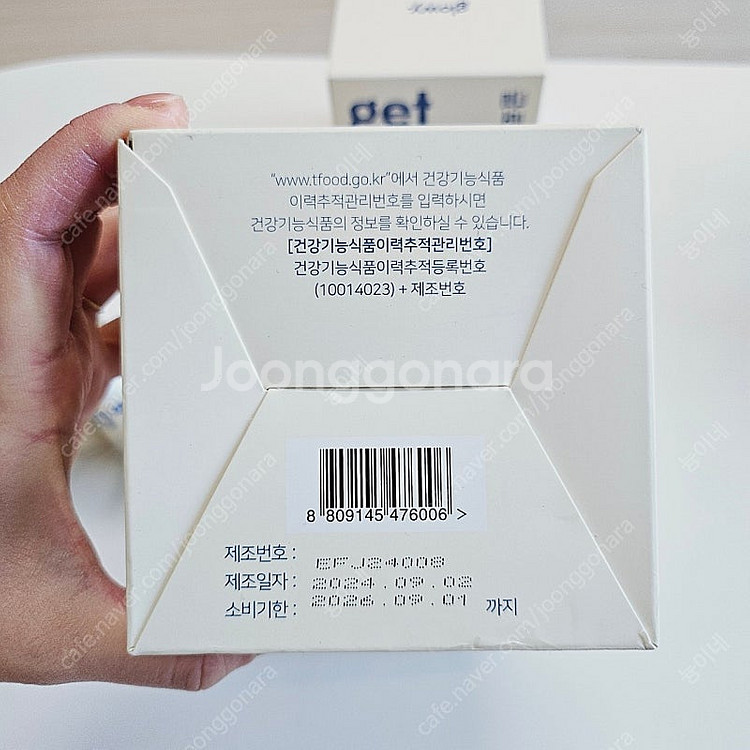 get
"www.tfood.go.kr"에서 건강기능식품
이력추적관리번호를 입력하시면
건강기능식품의 정보를 확인하실 수 있습니다.
[건강기능식품이력추적관리번호]
건강기능식품이력추적등록번호
(10014023) + 제조번호
Joonggonara
8 809145 476006 >
제조번호 : EFJ24008
제조일자 : 2024.09.02
소비기한 : 2026.09.01 까지
cafe.naver.com/joonggonara
농이네